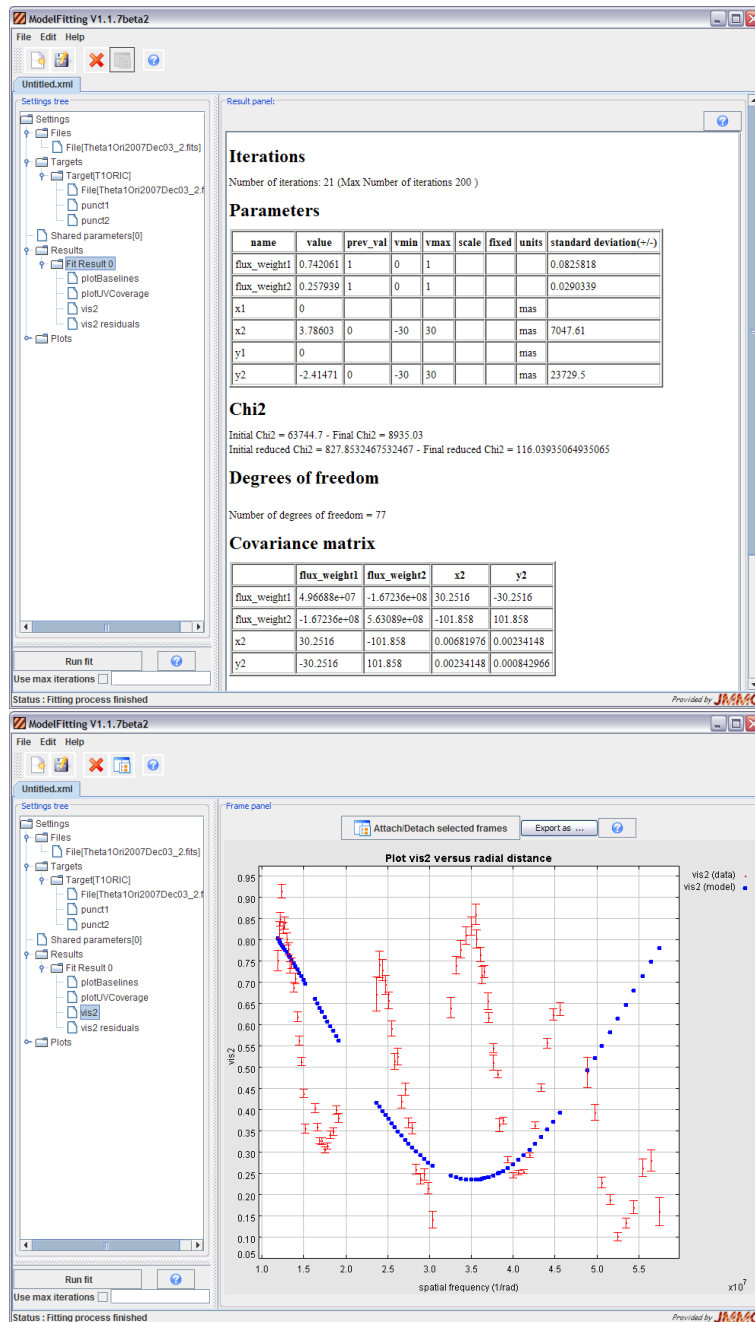 ModelFitting V1.1.7beta2
File Edit Help
Untitled.xml
Settings tree
Settings
Files
File[Theta1Ori2007Dec03_2.fits]
Targets
Target[T1ORIC]
File[Theta1Ori2007Dec03_2.f
punct1
punct2
Shared parameters[0]
Results
Fit Result 0
plotBaselines
plotUVCoverage
vis2
vis2 residuals
Plots
Run fit
Use max iterations
Status : Fitting process finished
Result panel:
Iterations
Number of iterations: 21 (Max Number of iterations 200 )
Parameters
name value prev_val vmin vmax scale fixed units standard deviation(+/-)
flux_weight1 0.742061 1 0 1 0.0825818
flux_weight2 0.257939 1 0 1 0.0290339
x1 0 mas
x2 3.78603 0 -30 30 mas 7047.61
y1 0 mas
y2 -2.41471 0 -30 30 mas 23729.5
Chi2
Initial Chi2 = 63744.7 - Final Chi2 = 8935.03
Initial reduced Chi2 = 827.8532467532467 - Final reduced Chi2 = 116.03935064935065
Degrees of freedom
Number of degrees of freedom = 77
Covariance matrix
flux_weight1 flux_weight2 x2 y2
flux_weight1 4.96688e+07 -1.67236e+08 30.2516 -30.2516
flux_weight2 -1.67236e+08 5.63089e+08 -101.858 101.858
x2 30.2516 -101.858 0.00681976 0.00234148
y2 -30.2516 101.858 0.00234148 0.000842966
Provided by JMMC
ModelFitting V1.1.7beta2
File Edit Help
Untitled.xml
Settings tree
Settings
Files
File[Theta1Ori2007Dec03_2.fits]
Targets
Target[T1ORIC]
File[Theta1Ori2007Dec03_2.f
punct1
punct2
Shared parameters[0]
Results
Fit Result 0
plotBaselines
plotUVCoverage
vis2
vis2 residuals
Plots
Run fit
Use max iterations
Status : Fitting process finished
Frame panel
Attach/Detach selected frames
Export as ...
Plot vis2 versus radial distance
vis2 (data)
vis2 (model)
0.95
0.90
0.85
0.80
0.75
0.70
0.65
0.60
0.55
0.50
0.45
0.40
0.35
0.30
0.25
0.20
0.15
0.10
0.05
vis2
1.0 1.5 2.0 2.5 3.0 3.5 4.0 4.5 5.0 5.5
x10⁷
spatial frequency (1/rad)
Provided by JMMC